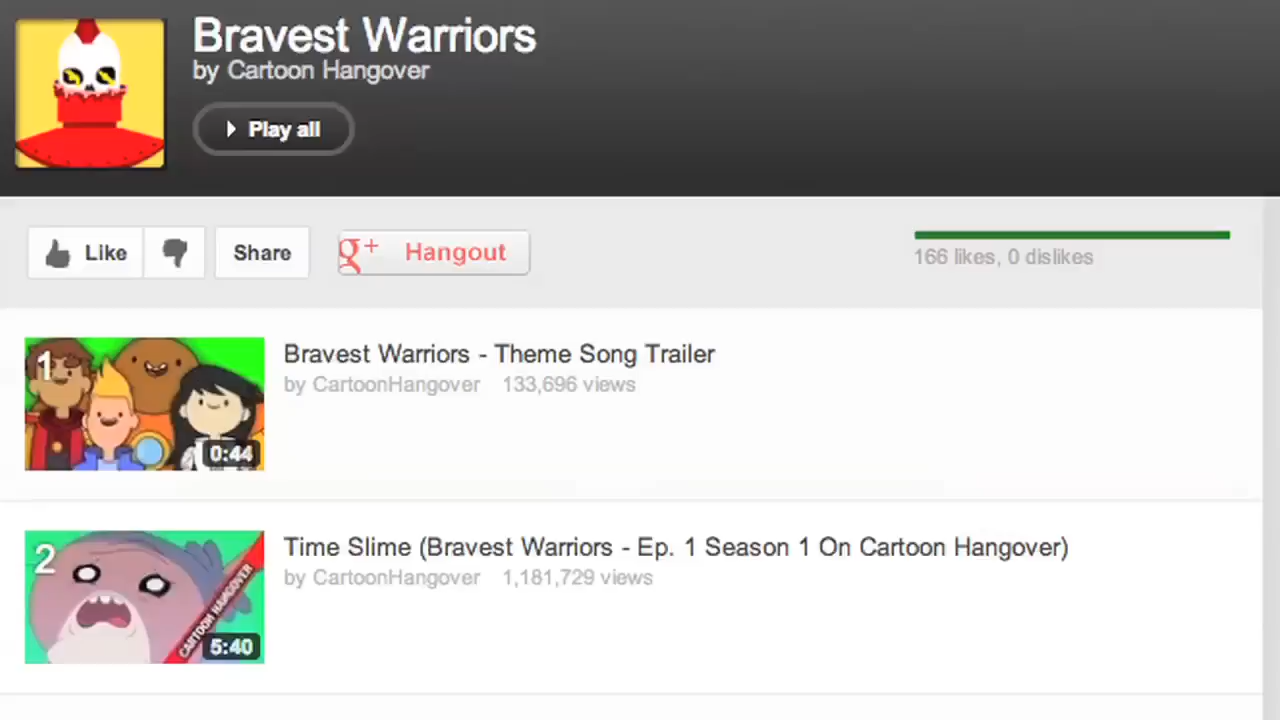 Bravest Warriors
by Cartoon Hangover
Play all
Like
Share
g+ Hangout
166 likes, 0 dislikes
1
0:44
Bravest Warriors - Theme Song Trailer
by CartoonHangover 133,696 views
2
CARTOON HANGOVER
5:40
Time Slime (Bravest Warriors - Ep. 1 Season 1 On Cartoon Hangover)
by CartoonHangover 1,181,729 views